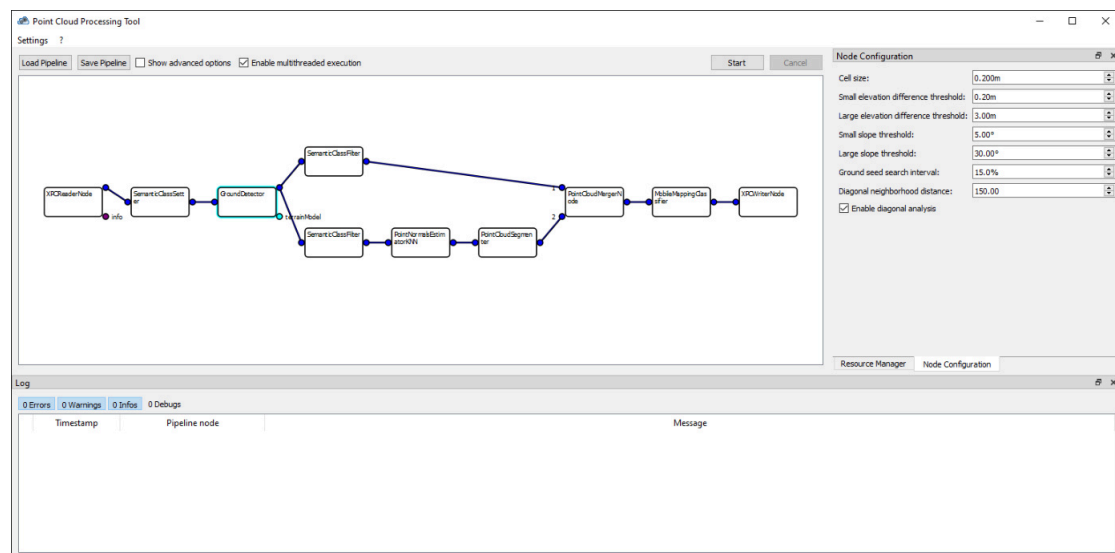 Point Cloud Processing Tool
Settings ?
Load Pipeline Save Pipeline Show advanced options Enable multithreaded execution Start Cancel
SemanticClassFilter
XPCReaderNode
info
SemanticClassSett
er
GroundDetector
terrainModel
SemanticClassFilter
PointNormalsEstim
atorKNN
PointCloudSegmen
ter
1
2
PointCloudMergerN
ode
MobileMappingClas
sifier
XPCWriterNode
Node Configuration
Cell size: 0.200m
Small elevation difference threshold: 0.20m
Large elevation difference threshold: 3.00m
Small slope threshold: 5.00°
Large slope threshold: 30.00°
Ground seed search interval: 15.0%
Diagonal neighborhood distance: 150.00
Enable diagonal analysis
Resource Manager Node Configuration
Log
0 Errors 0 Warnings 0 Infos 0 Debugs
Timestamp Pipeline node Message